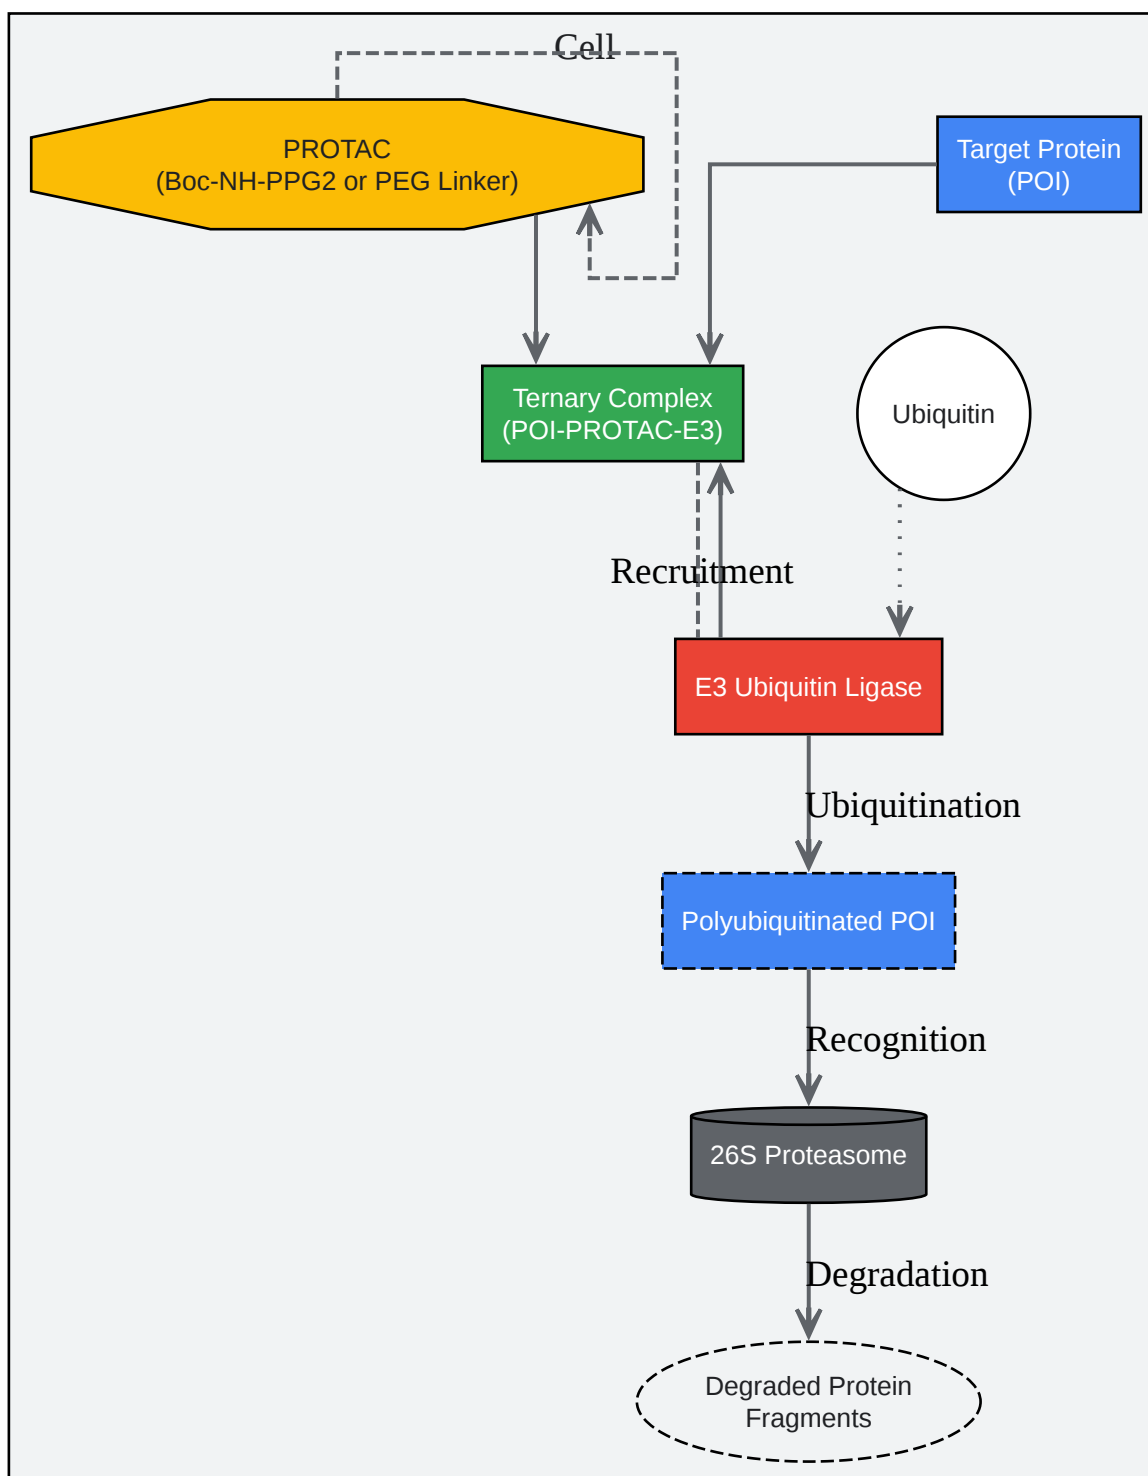 Cell
PROTAC
(Boc-NH-PPG2 or PEG Linker)
Target Protein
(POI)
Ternary Complex
(POI-PROTAC-E3)
Ubiquitin
Recruitment
E3 Ubiquitin Ligase
Ubiquitination
Polyubiquitinated POI
Recognition
26S Proteasome
Degradation
Degraded Protein
Fragments